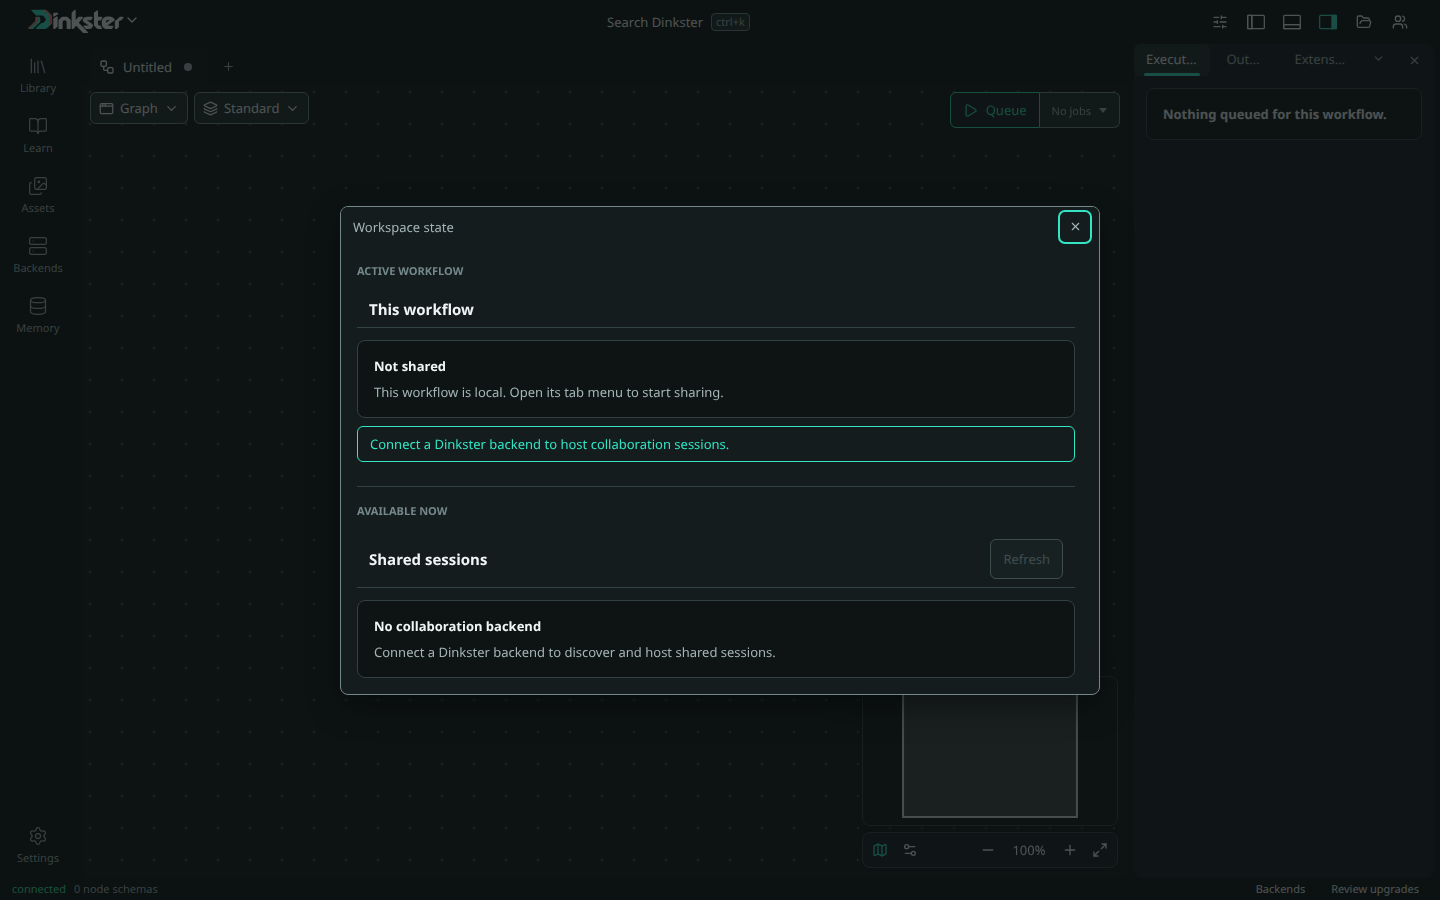 Dinkster
Search Dinkster ctrl+k
Library
Learn
Assets
Backends
Memory
Settings
Untitled
Graph
Standard
Queue
No jobs
Execut...
Out...
Extens...
Nothing queued for this workflow.
Workspace state
ACTIVE WORKFLOW
This workflow
Not shared
This workflow is local. Open its tab menu to start sharing.
Connect a Dinkster backend to host collaboration sessions.
AVAILABLE NOW
Shared sessions
Refresh
No collaboration backend
Connect a Dinkster backend to discover and host shared sessions.
100%
connected 0 node schemas
Backends
Review upgrades